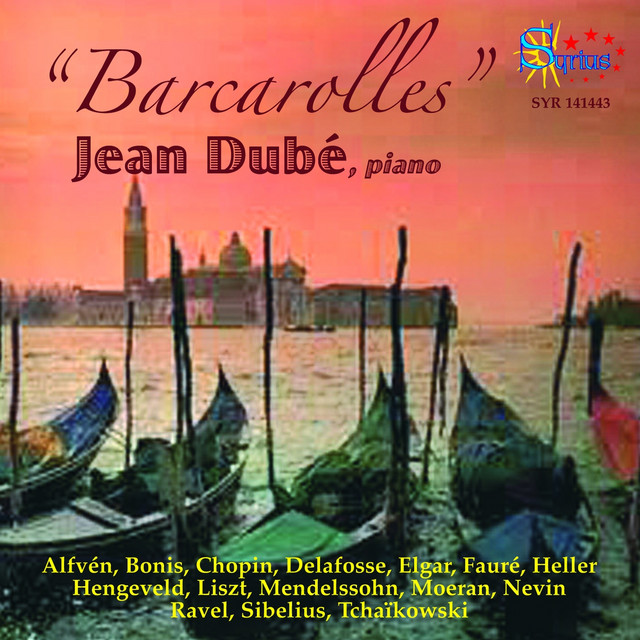 “Barcarolles”
Syrius
SYR 141443
Jean Dubé, piano
Alfvén, Bonis, Chopin, Delafosse, Elgar, Fauré, Heller
Hengeveld, Liszt, Mendelssohn, Moeran, Nevin
Ravel, Sibelius, Tchaïkowski